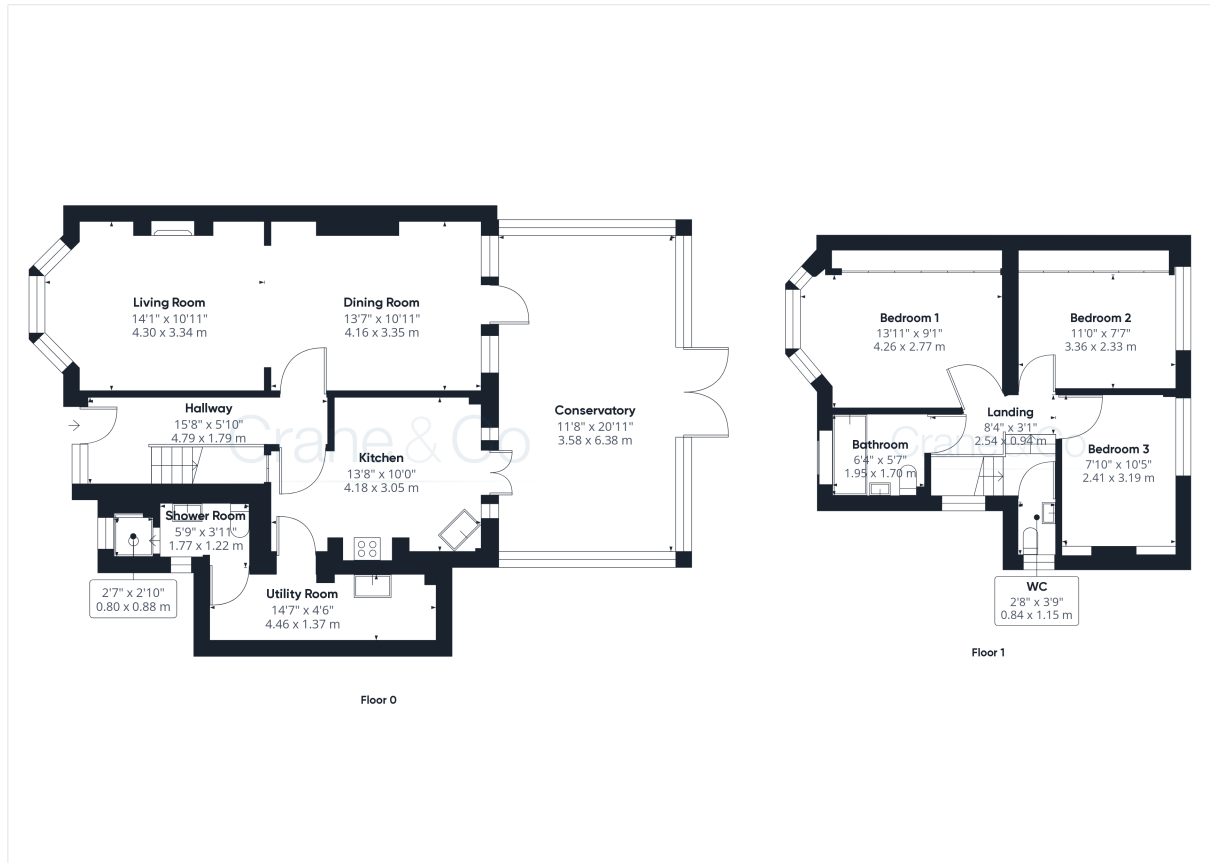 Living Room
14'1" x 10'11"
4.30 x 3.34 m
Dining Room
13'7" x 10'11"
4.16 x 3.35 m
Hallway
15'8" x 5'10"
4.79 x 1.79 m
Kitchen
13'8" x 10'0"
4.18 x 3.05 m
Conservatory
11'8" x 20'11"
3.58 x 6.38 m
Shower Room
5'9" x 3'11"
1.77 x 1.22 m
2'7" x 2'10"
0.80 x 0.88 m
Utility Room
14'7" x 4'6"
4.46 x 1.37 m
Crane & Co
Floor 0
Bedroom 1
13'11" x 9'1"
4.26 x 2.77 m
Bedroom 2
11'0" x 7'7"
3.36 x 2.33 m
Landing
8'4" x 3'1"
2.54 x 0.94 m
Bathroom
6'4" x 5'7"
1.95 x 1.70 m
Bedroom 3
7'10" x 10'5"
2.41 x 3.19 m
WC
2'8" x 3'9"
0.84 x 1.15 m
Crane & Co
Floor 1